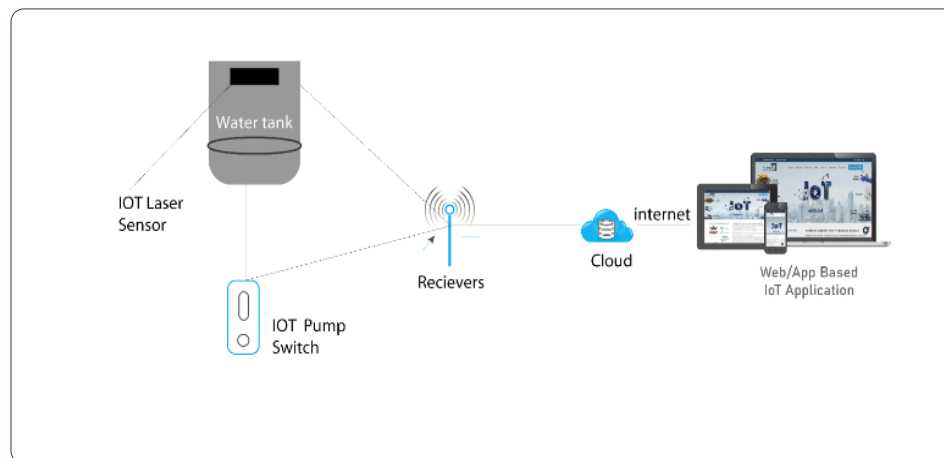 Water tank
IOT Laser
Sensor
IOT Pump
Switch
Recievers
Cloud
internet
IoT
IoT
IoT
Web/App Based
IoT Application